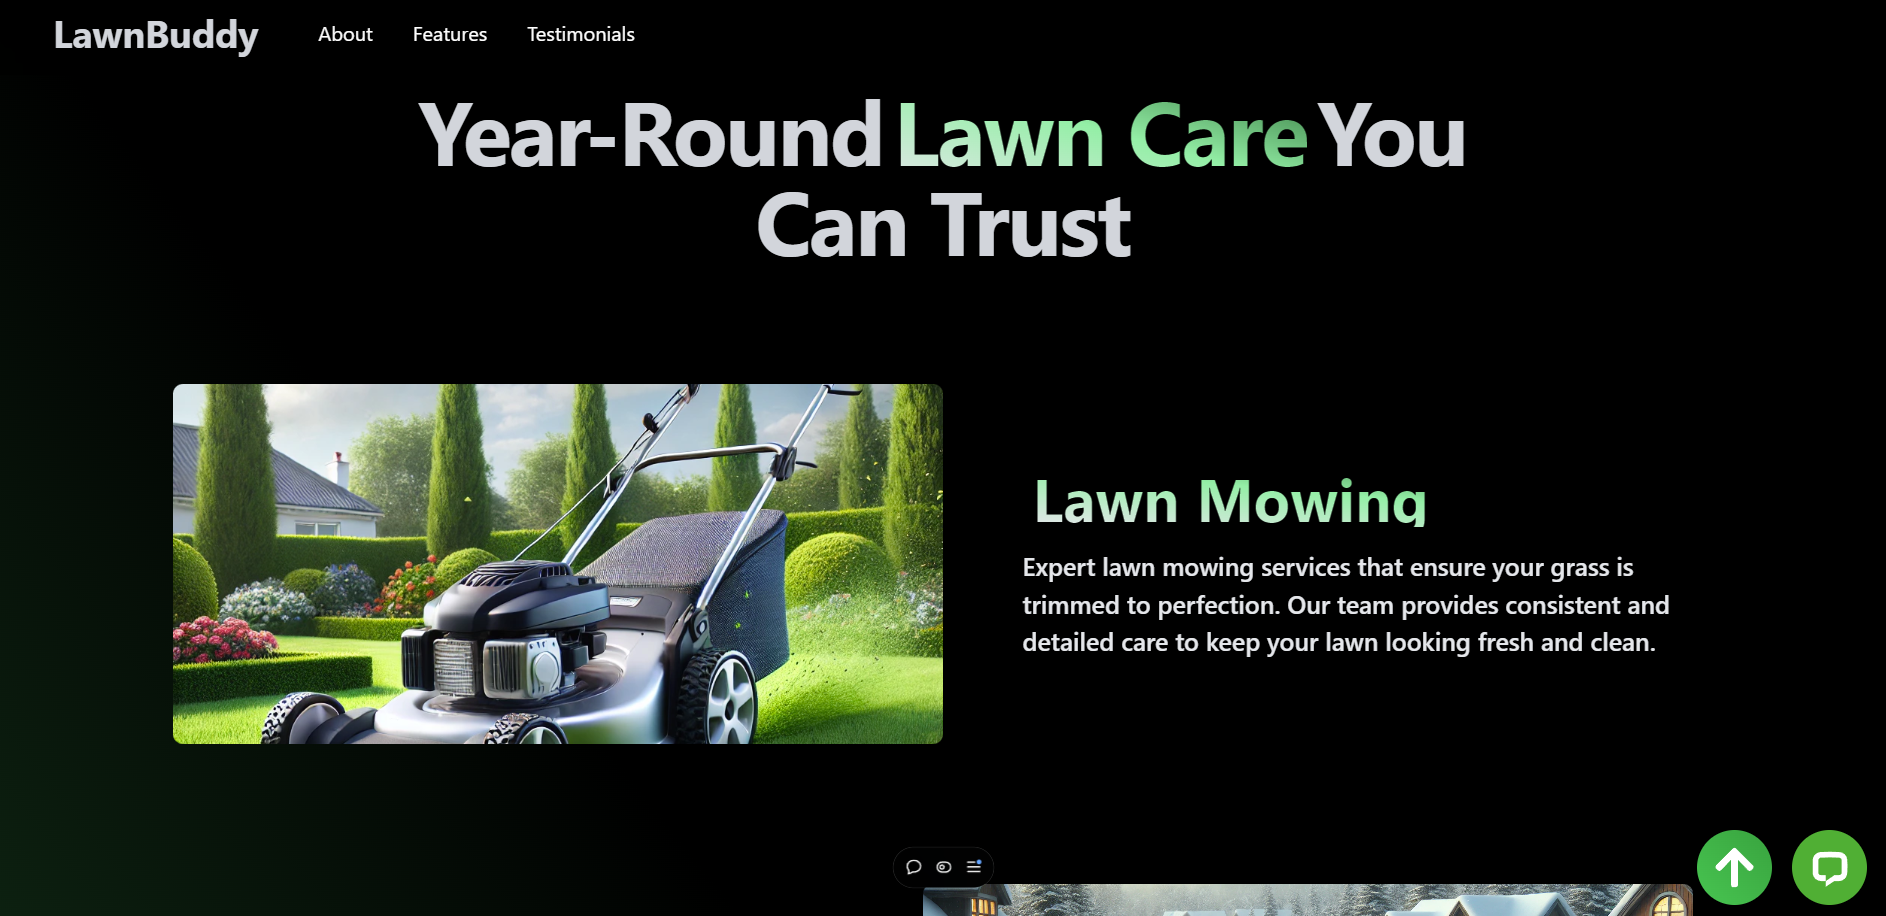 LawnBuddy About Features Testimonials
Year-Round Lawn Care You
Can Trust
Lawn Mowing
Expert lawn mowing services that ensure your grass is
trimmed to perfection. Our team provides consistent and
detailed care to keep your lawn looking fresh and clean.